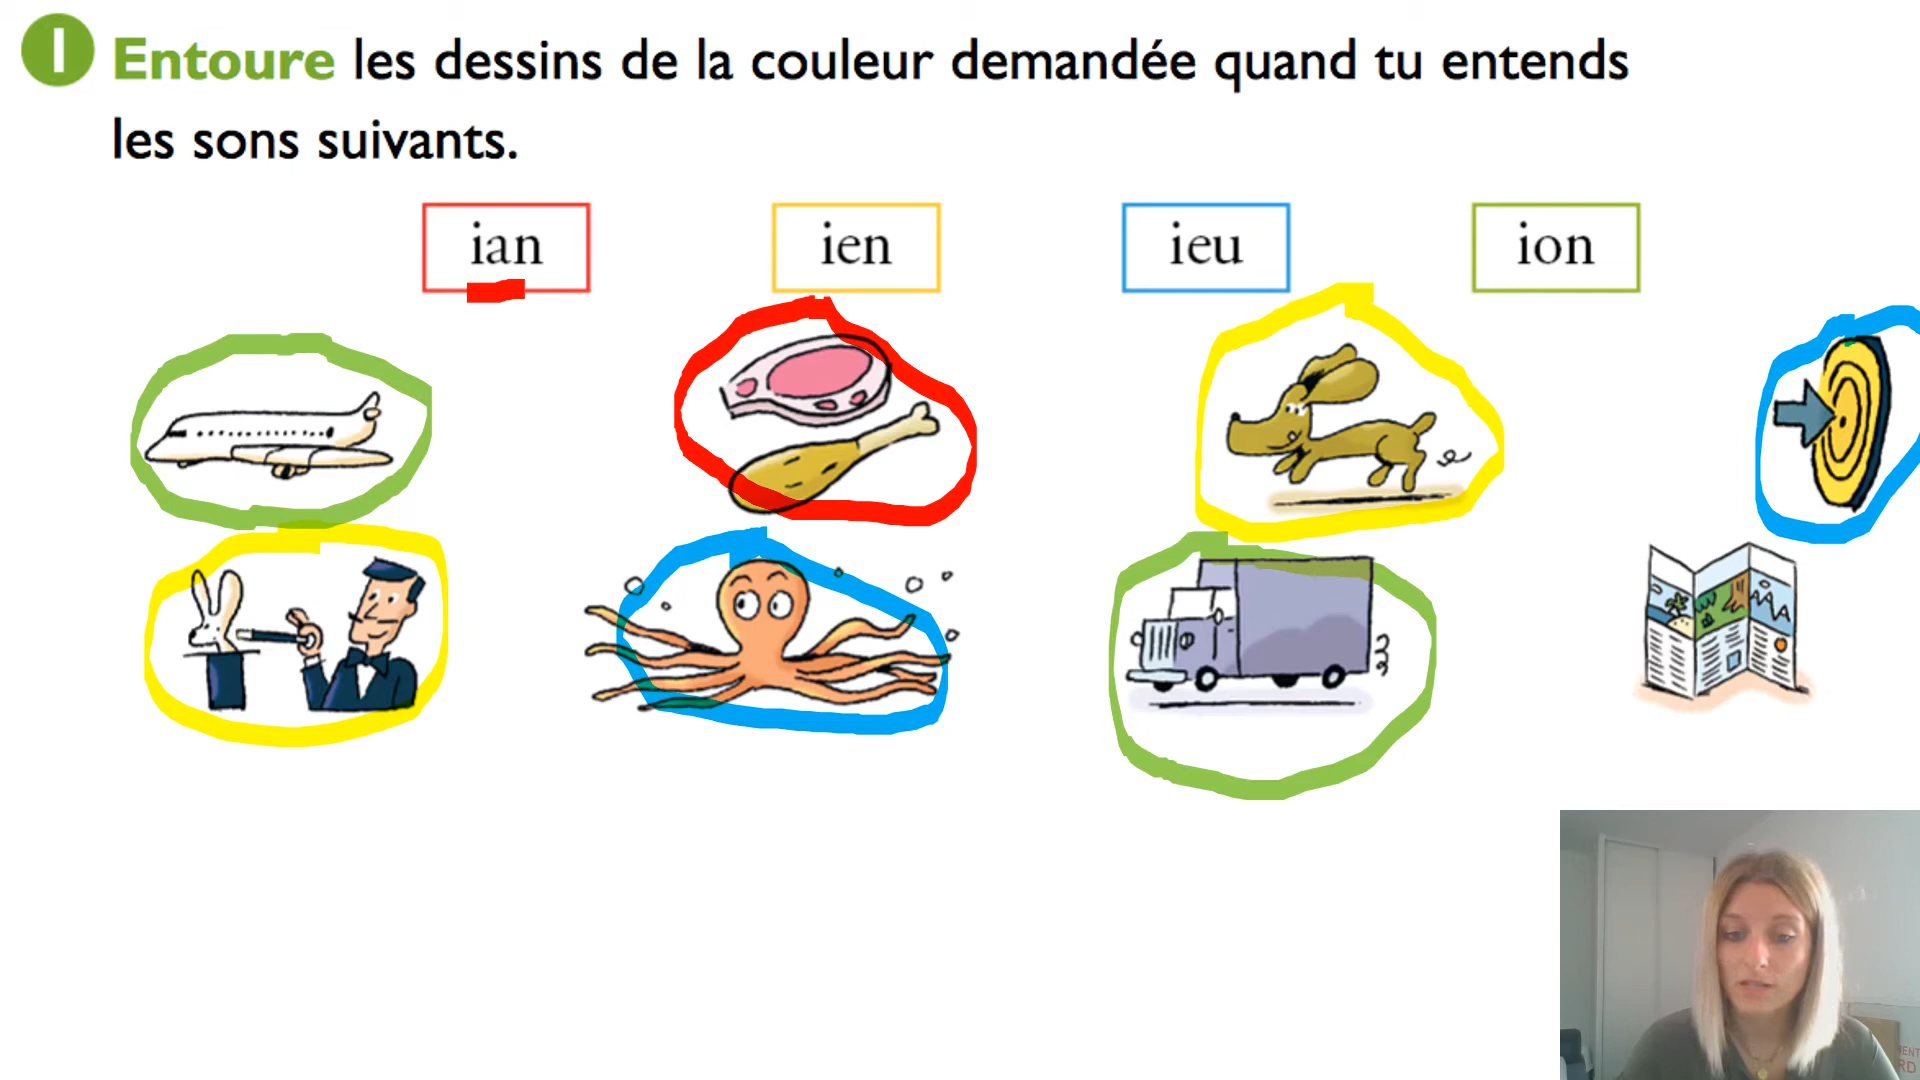 1 Entoure les dessins de la couleur demandée quand tu entends
les sons suivants.
ian ien ieu ion